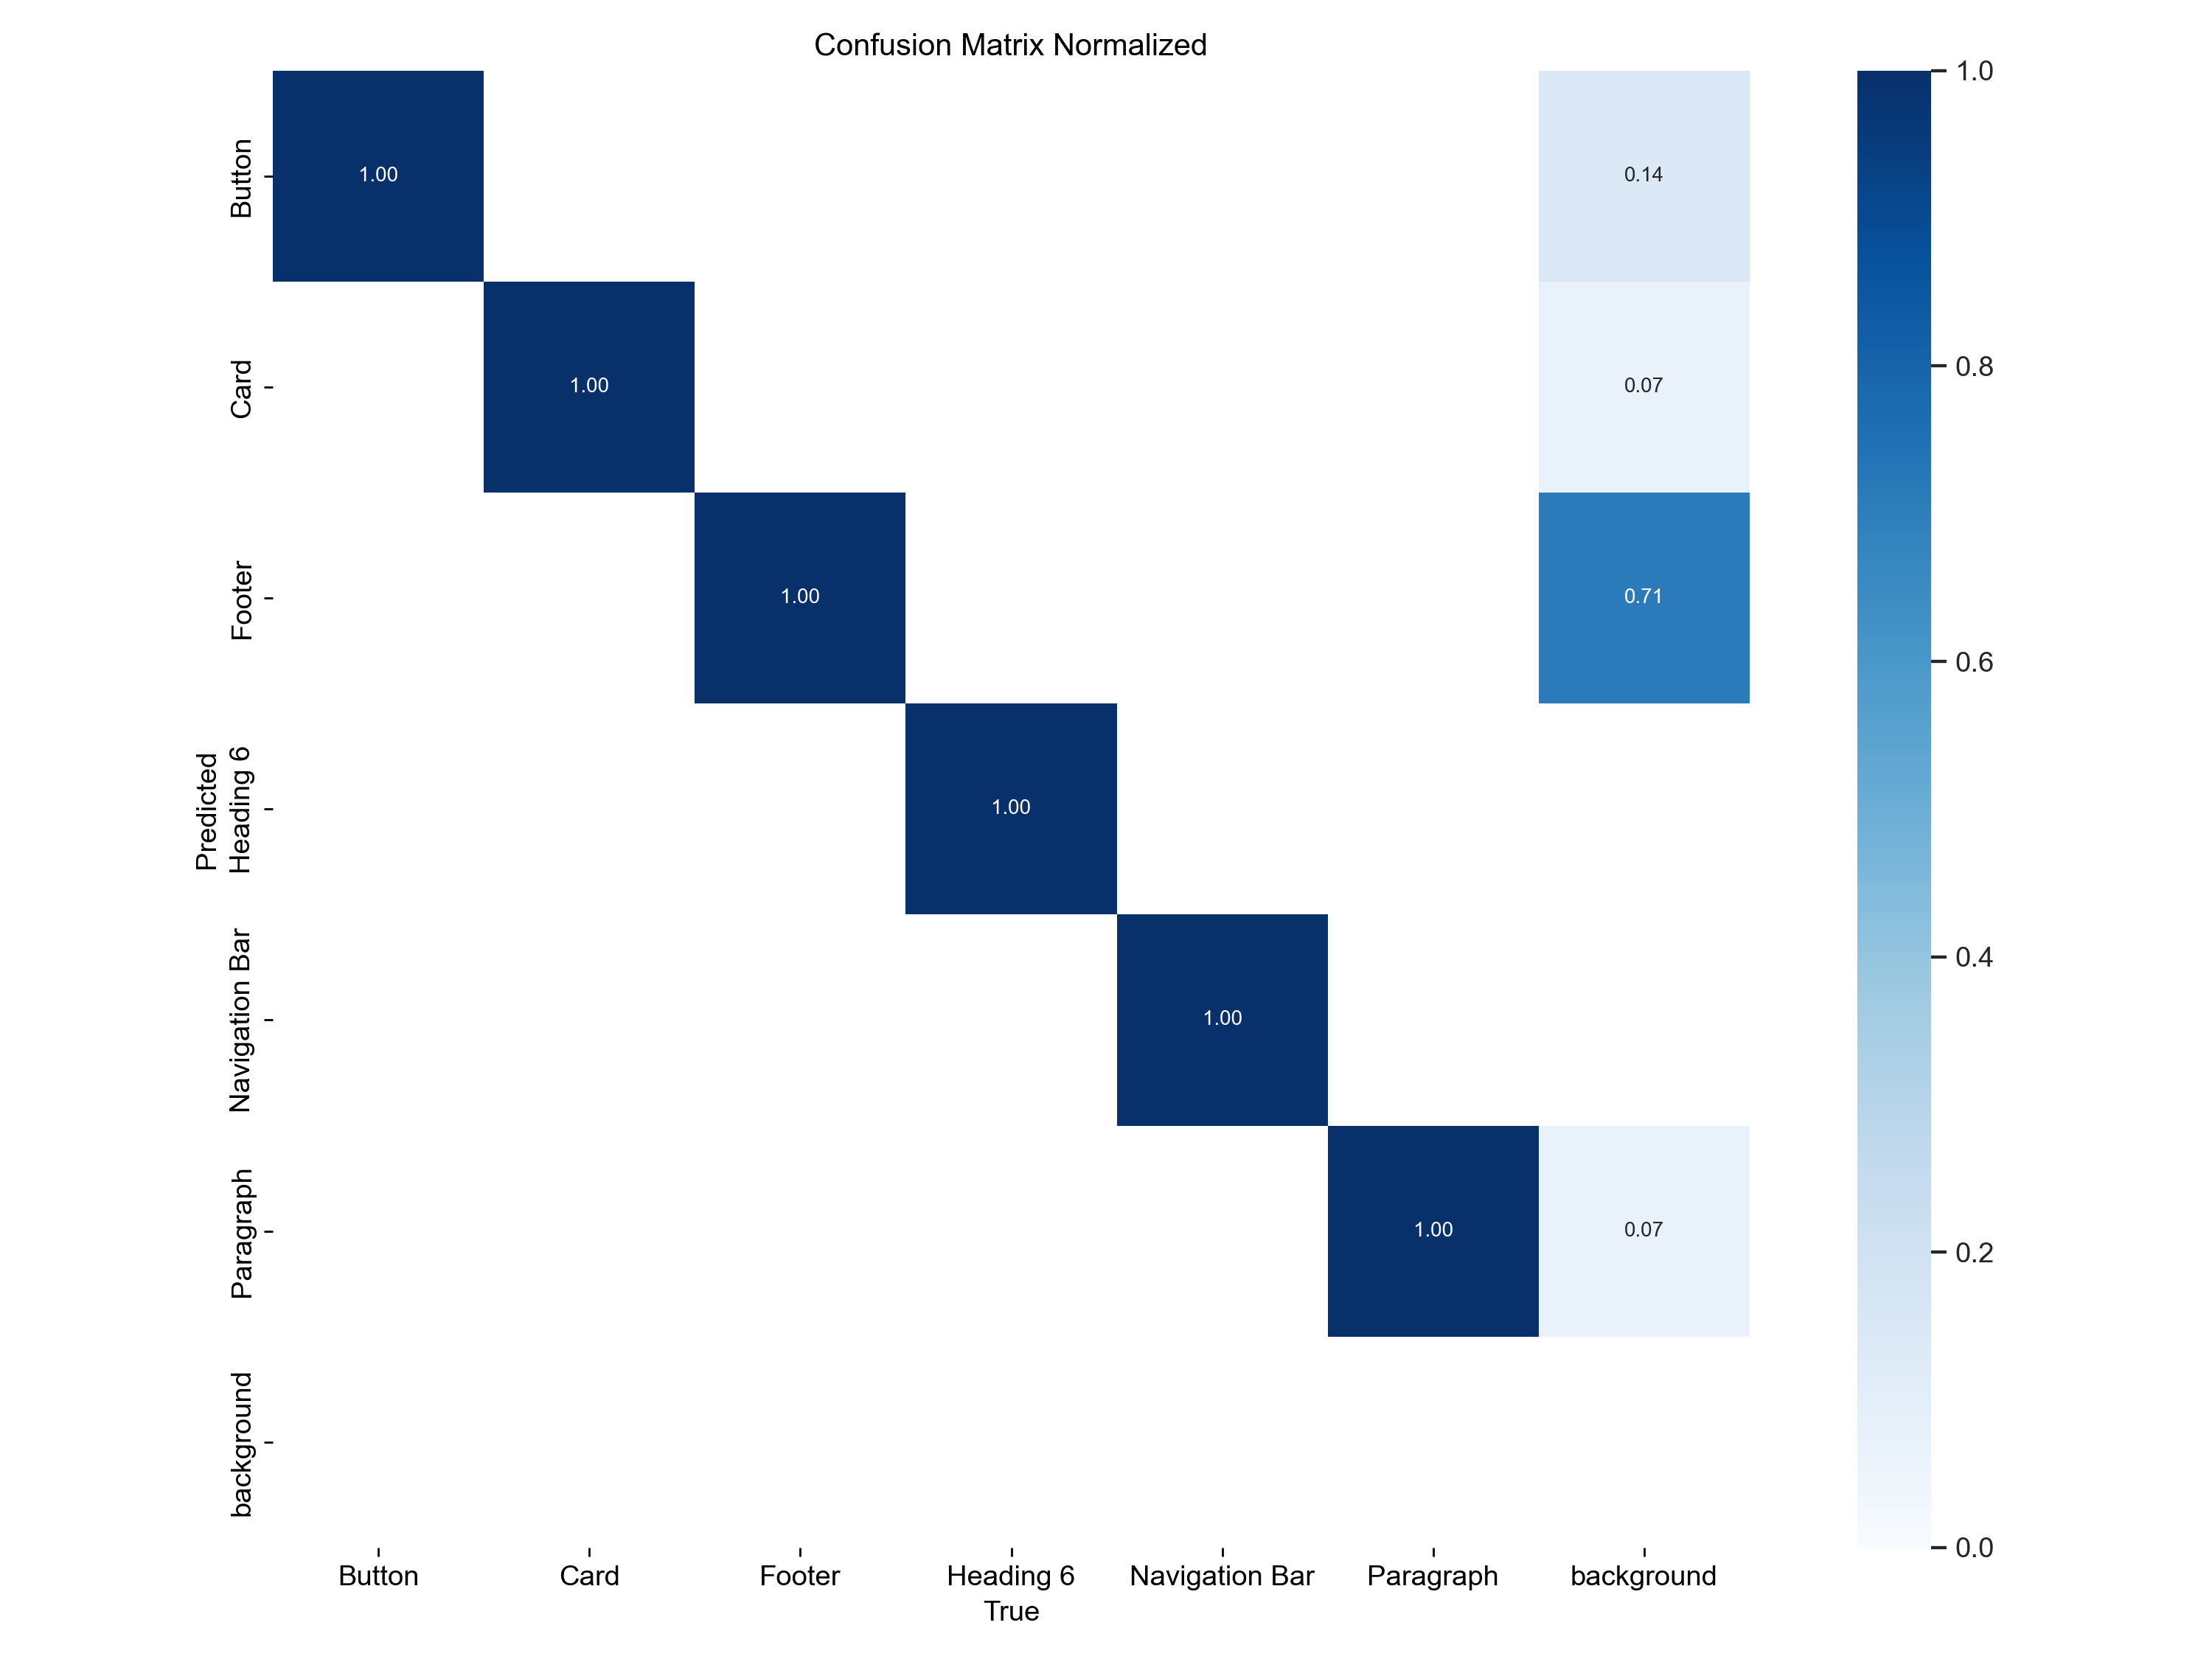 Confusion Matrix Normalized
Button
1.00
0.14
Card
1.00
0.07
Footer
1.00
0.71
Predicted
Heading 6
1.00
Navigation Bar
1.00
Paragraph
1.00
0.07
background
Button Card Footer Heading 6 Navigation Bar Paragraph background
True
1.0
0.8
0.6
0.4
0.2
0.0